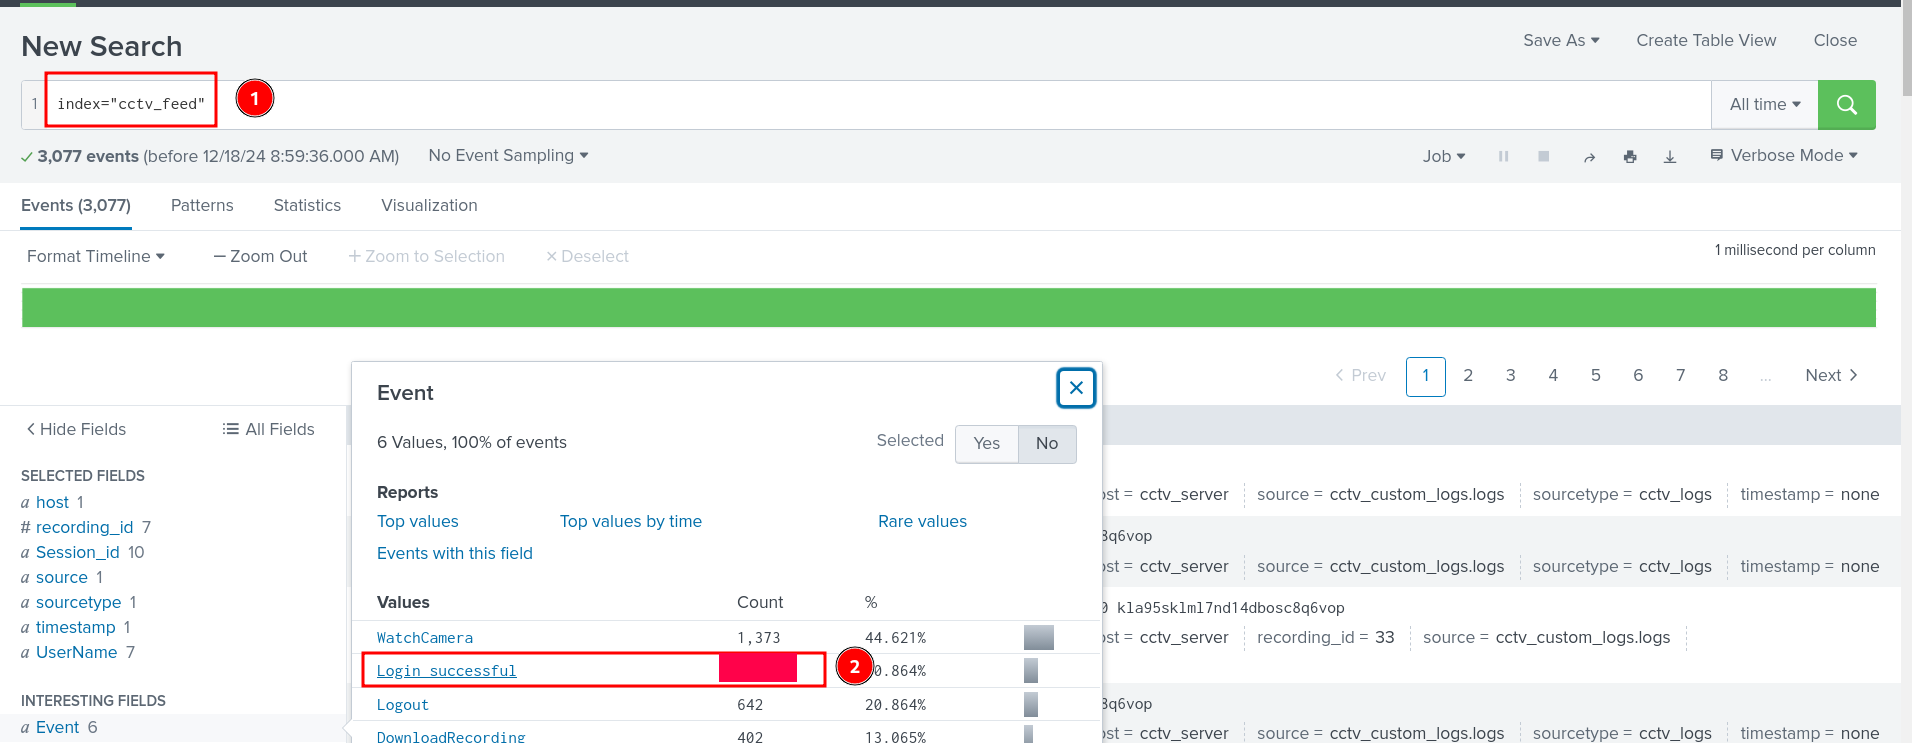 New Search
Save As Create Table View Close
1 index="cctv_feed" 1 All time
3,077 events (before 12/18/24 8:59:36.000 AM) No Event Sampling Job Verbose Mode
Events (3,077) Patterns Statistics Visualization
Format Timeline — Zoom Out + Zoom to Selection × Deselect 1 millisecond per column
< Prev 1 2 3 4 5 6 7 8 ... Next >
< Hide Fields All Fields
SELECTED FIELDS
a host 1
# recording_id 7
a Session_id 10
a source 1
a sourcetype 1
a timestamp 1
a UserName 7
INTERESTING FIELDS
a Event 6
Event
6 Values, 100% of events Selected Yes No
Reports
Top values Top values by time Rare values
Events with this field
Values Count %
WatchCamera 1,373 44.621%
Login successful 2 0.864%
Logout 642 20.864%
DownloadRecording 402 13.065%
ost = cctv_server source = cctv_custom_logs.logs sourcetype = cctv_logs timestamp = none
8q6vop
ost = cctv_server source = cctv_custom_logs.logs sourcetype = cctv_logs timestamp = none
0 kla95sklml7nd14dbosc8q6vop
ost = cctv_server recording_id = 33 source = cctv_custom_logs.logs
8q6vop
ost = cctv_server source = cctv_custom_logs.logs sourcetype = cctv_logs timestamp = none